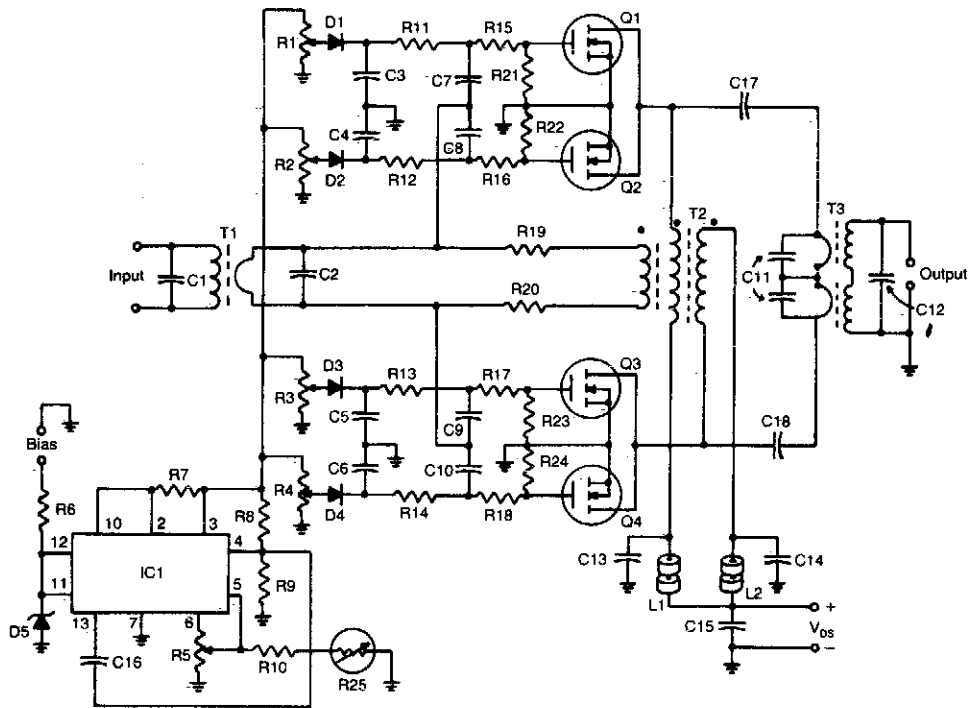 D1
R1
R11
R15
Q1
C3
C7
R21
C17
C4
C8
R22
R2
D2
R12
R16
Q2
T1
R19
T2
T3
Input
C1
C2
C11
Output
R20
C12
D3
R13
R17
Q3
R3
C5
C9
R23
C18
Bias
C6
C10
R24
R7
R4
R6
D4
R14
R18
Q4
R8
10
2
3
12
4
C13
C14
IC1
R9
11
5
L1
L2
D5
13
7
6
C15
+
VDS
–
C16
R5
R10
R25